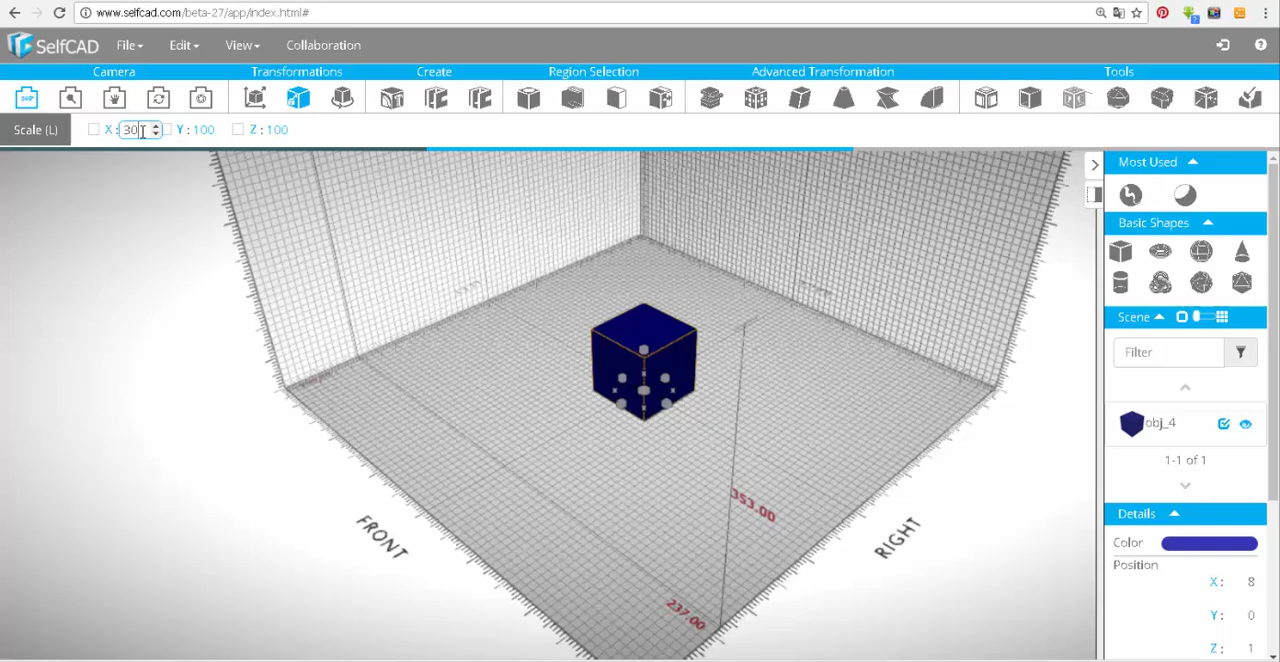 www.selfcad.com/beta-27/app/index.html#
SelfCAD File Edit View Collaboration
Camera Transformations Create Region Selection Advanced Transformation Tools
360°
Scale (L) X: 30 Y: 100 Z: 100
Most Used
Basic Shapes
Scene
Filter
obj_4
1-1 of 1
Details
Color
Position
X: 8
Y: 0
Z: 1
353.00
237.00
FRONT
RIGHT